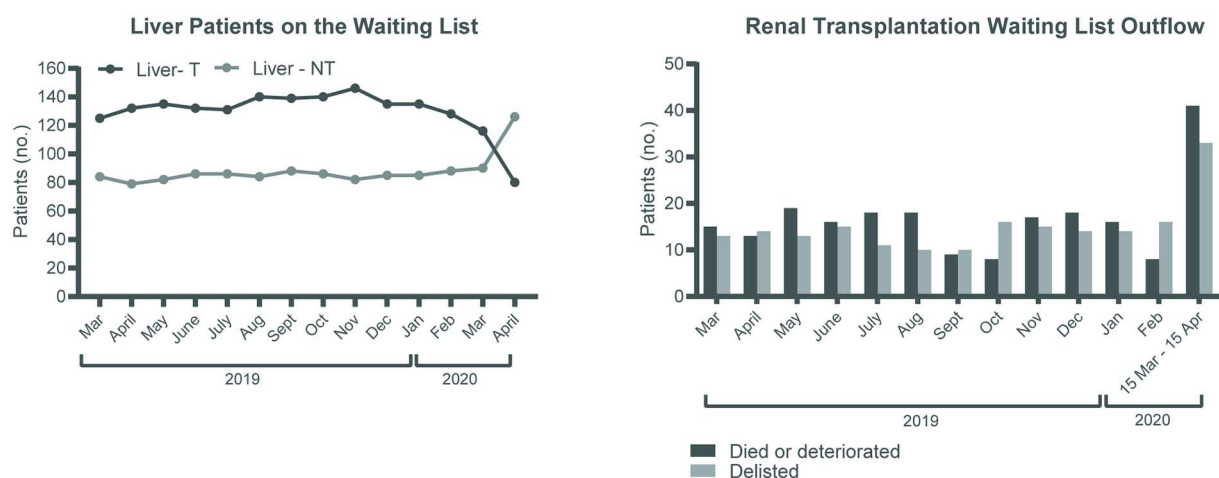 Liver Patients on the Waiting List
Liver- T
Liver - NT
Patients (no.)
160
140
120
100
80
60
40
20
0
Mar
April
May
June
July
Aug
Sept
Oct
Nov
Dec
Jan
Feb
Mar
April
2019
2020
Renal Transplantation Waiting List Outflow
Patients (no.)
50
40
30
20
10
0
Mar
April
May
June
July
Aug
Sept
Oct
Nov
Dec
Jan
Feb
15 Mar - 15 Apr
2019
2020
Died or deteriorated
Delisted